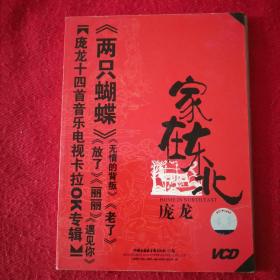 家在东北
HOME IN NORTHEAST
庞龙
《两只蝴蝶》
《无情的背叛》《老了》
《放了》《丽丽》《遇见你》
【庞龙十四首音乐电视卡拉OK专辑】
VCD